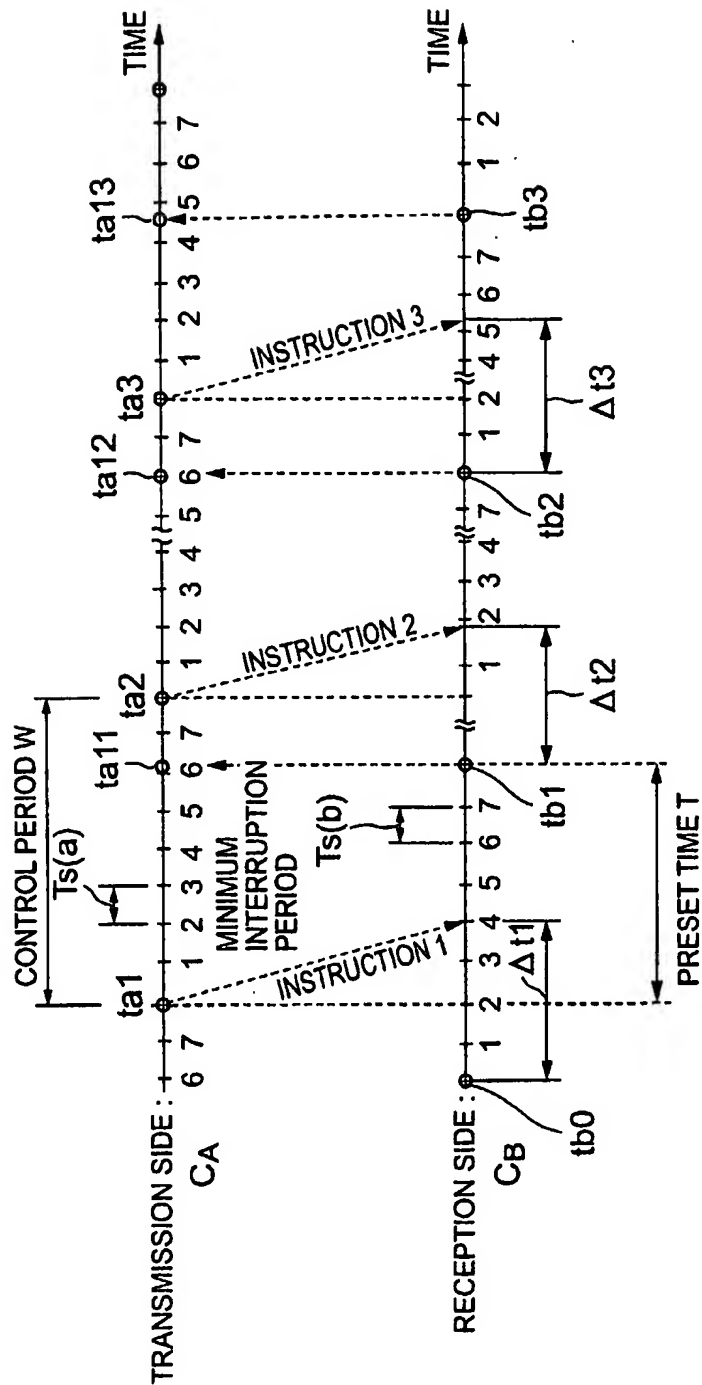 CONTROL PERIOD W
Ts(a)
ta1 ta11 ta2 ta12 ta3 ta13
TRANSMISSION SIDE : TIME
CA
6 7 1 2 3 4 5 6 7 1 2 3 4 5 6 7 1 2 3 4 5 6 7
MINIMUM
INTERRUPTION
PERIOD
INSTRUCTION 1
INSTRUCTION 2
INSTRUCTION 3
Ts(b)
RECEPTION SIDE : TIME
CB
1 2 3 4 5 6 7 1 2 3 4 7 1 2 4 5 6 7 1 2
tb0 Δt1 tb1 Δt2 tb2 Δt3 tb3
PRESET TIME T